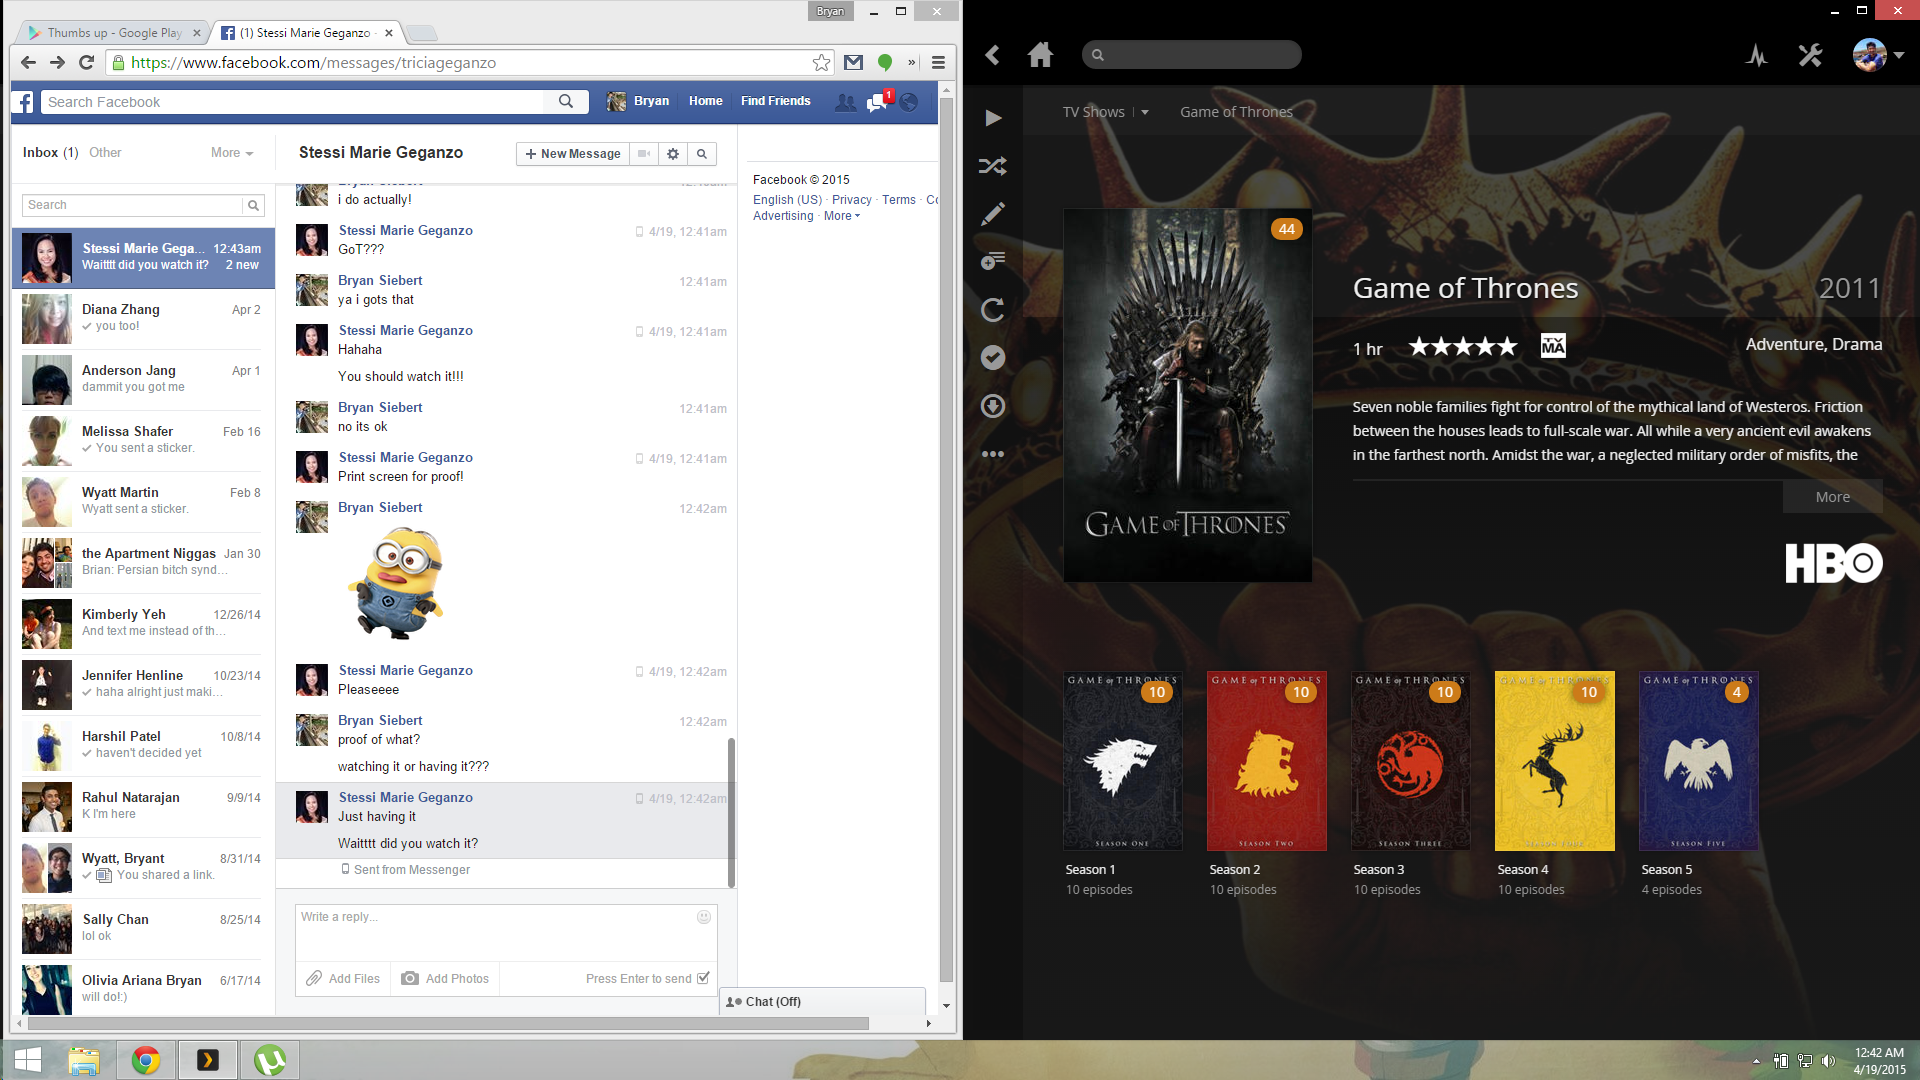 Bryan
Thumbs up - Google Play
(1) Stessi Marie Geganzo
https://www.facebook.com/messages/triciageganzo
Search Facebook
Bryan
Home
Find Friends
1
Inbox (1)
Other
More
Search
Stessi Marie Gega... 12:43am
Waitttt did you watch it? 2 new
Diana Zhang Apr 2
you too!
Anderson Jang Apr 1
dammit you got me
Melissa Shafer Feb 16
You sent a sticker.
Wyatt Martin Feb 8
Wyatt sent a sticker.
the Apartment Niggas Jan 30
Brian: Persian bitch synd...
Kimberly Yeh 12/26/14
And text me instead of th...
Jennifer Henline 10/23/14
haha alright just maki...
Harshil Patel 10/8/14
haven't decided yet
Rahul Natarajan 9/9/14
K I'm here
Wyatt, Bryant 8/31/14
You shared a link.
Sally Chan 8/25/14
lol ok
Olivia Ariana Bryan 6/17/14
will do!:)
Stessi Marie Geganzo
+ New Message
Bryan Siebert
i do actually!
Stessi Marie Geganzo 4/19, 12:41am
GoT???
Bryan Siebert 12:41am
ya i gots that
Stessi Marie Geganzo 4/19, 12:41am
Hahaha
You should watch it!!!
Bryan Siebert 12:41am
no its ok
Stessi Marie Geganzo 4/19, 12:41am
Print screen for proof!
Bryan Siebert 12:42am
Stessi Marie Geganzo 4/19, 12:42am
Pleaseeee
Bryan Siebert 12:42am
proof of what?
watching it or having it???
Stessi Marie Geganzo 4/19, 12:42am
Just having it
Waitttt did you watch it?
Sent from Messenger
Write a reply...
Add Files
Add Photos
Press Enter to send
Facebook © 2015
English (US) · Privacy · Terms · Co
Advertising · More
Chat (Off)
TV Shows
Game of Thrones
44
GAME OF THRONES
Game of Thrones
2011
1 hr
TV MA
Adventure, Drama
Seven noble families fight for control of the mythical land of Westeros. Friction
between the houses leads to full-scale war. All while a very ancient evil awakens
in the farthest north. Amidst the war, a neglected military order of misfits, the
More
HBO
GAME OF THRONES
10
SEASON ONE
Season 1
10 episodes
GAME OF THRONES
10
SEASON TWO
Season 2
10 episodes
GAME OF THRONES
10
SEASON THREE
Season 3
10 episodes
GAME OF THRONES
10
SEASON FOUR
Season 4
10 episodes
GAME OF THRONES
4
SEASON FIVE
Season 5
4 episodes
12:42 AM
4/19/2015